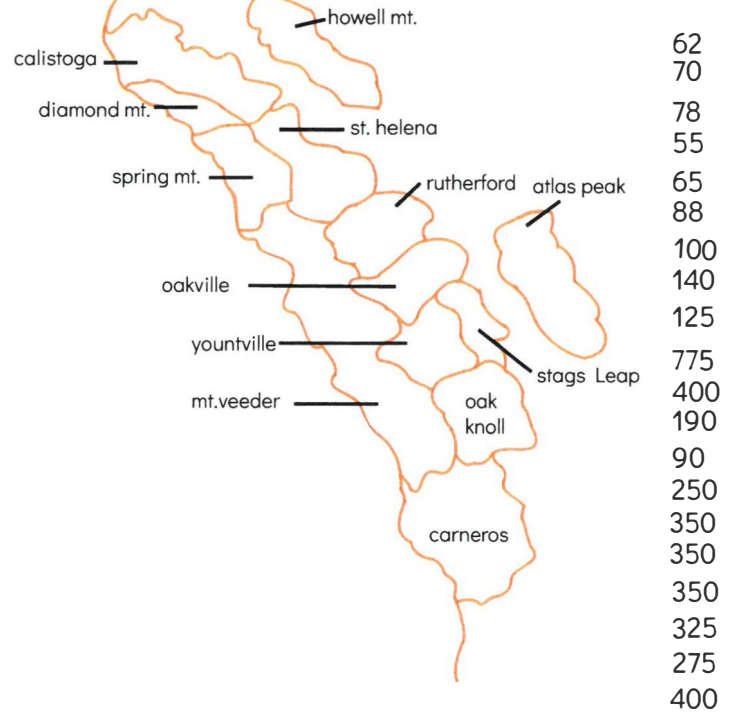 howell mt.
calistoga
diamond mt.
st. helena
spring mt.
rutherford
atlas peak
oakville
yountville
stags Leap
mt.veeder
oak
knoll
carneros
62
70
78
55
65
88
100
140
125
775
400
190
90
250
350
350
350
325
275
400